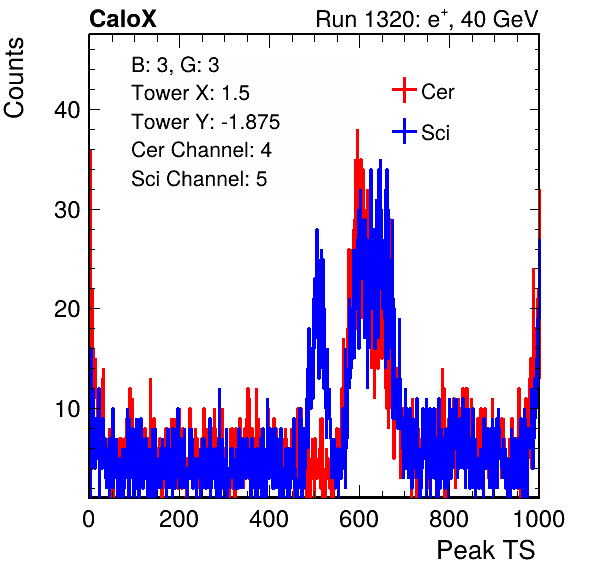 CaloX
Run 1320: e+, 40 GeV
Counts
B: 3, G: 3
Tower X: 1.5
Tower Y: -1.875
Cer Channel: 4
Sci Channel: 5
Cer
Sci
40
30
20
10
0 200 400 600 800 1000
Peak TS